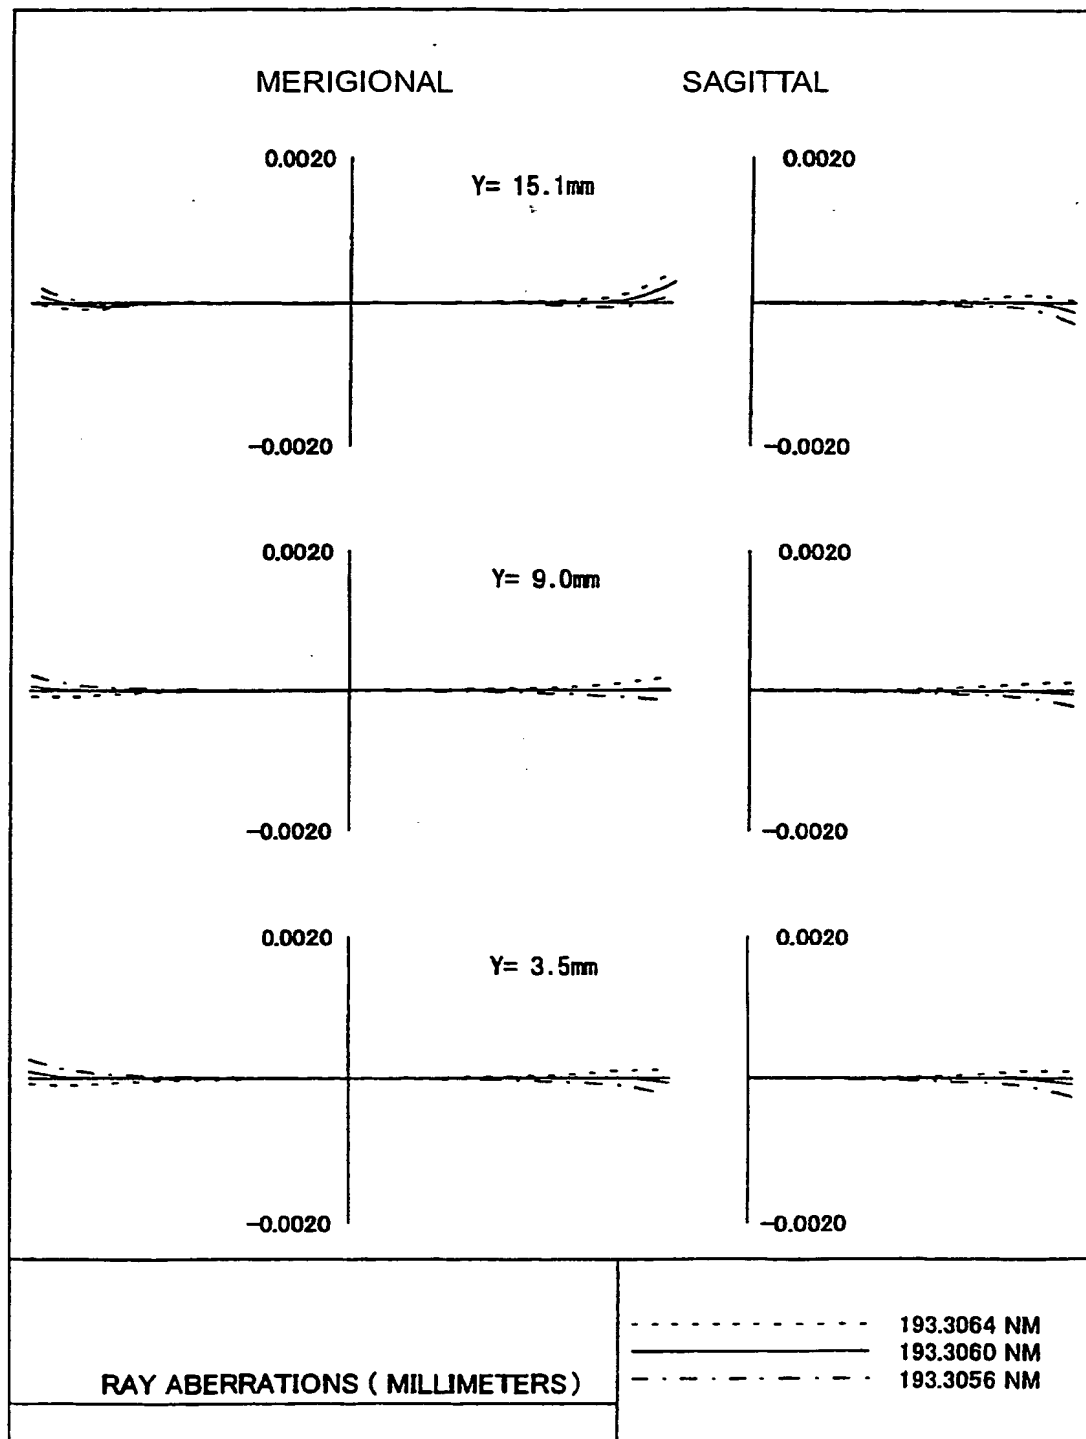 MERIGIONAL SAGITTAL
0.0020 0.0020
Y= 15.1mm
-0.0020 -0.0020
0.0020 0.0020
Y= 9.0mm
-0.0020 -0.0020
0.0020 0.0020
Y= 3.5mm
-0.0020 -0.0020
193.3064 NM
193.3060 NM
RAY ABERRATIONS ( MILLIMETERS ) 193.3056 NM